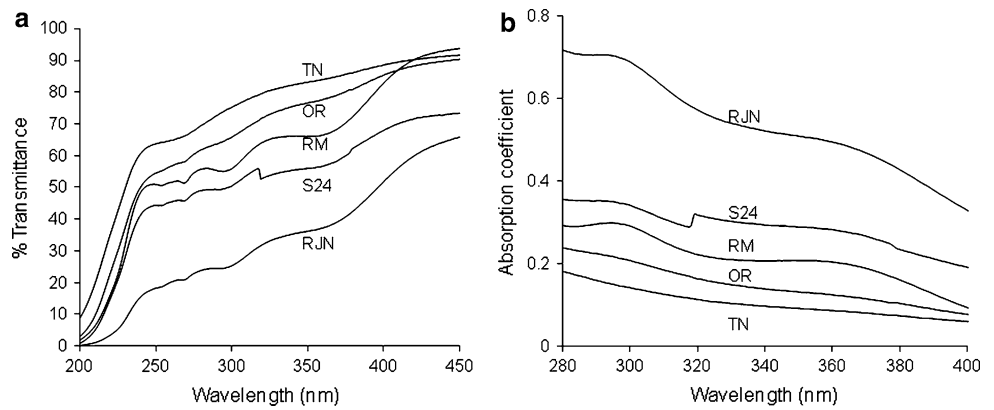 a
% Transmittance
100
90
80
70
60
50
40
30
20
10
0
200
250
300
350
400
450
Wavelength (nm)
TN
OR
RM
S24
RJN
b
Absorption coefficient
0.8
0.6
0.4
0.2
0
280
300
320
340
360
380
400
Wavelength (nm)
RJN
S24
RM
OR
TN